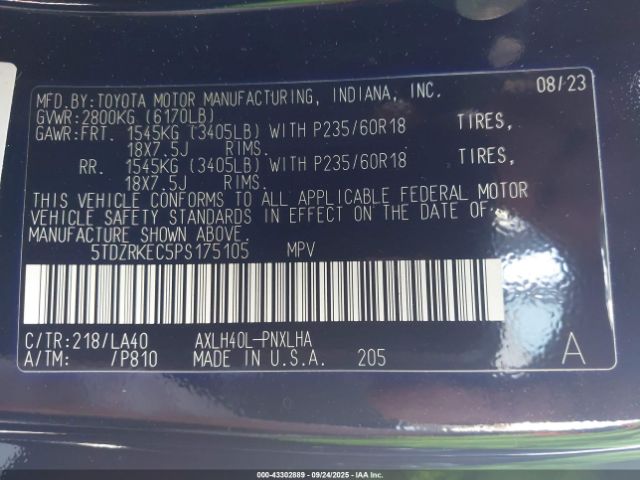 MFD.BY:TOYOTA MOTOR MANUFACTURING, INDIANA, INC. 08/23
GVWR:2800KG (6170LB)
GAWR:FRT. 1545KG (3405LB) WITH P235/60R18 TIRES,
18X7.5J RIMS.
RR. 1545KG (3405LB) WITH P235/60R18 TIRES,
18X7.5J RIMS.
THIS VEHICLE CONFORMS TO ALL APPLICABLE FEDERAL MOTOR
VEHICLE SAFETY STANDARDS IN EFFECT ON THE DATE OF
MANUFACTURE SHOWN ABOVE.
5TDZRKEC5PS175105 MPV
C/TR:218/LA40 AXLH40L-PNXLHA
A/TM: /P810 MADE IN U.S.A. 205 A
000-43302889 - 09/24/2025 - IAA Inc.